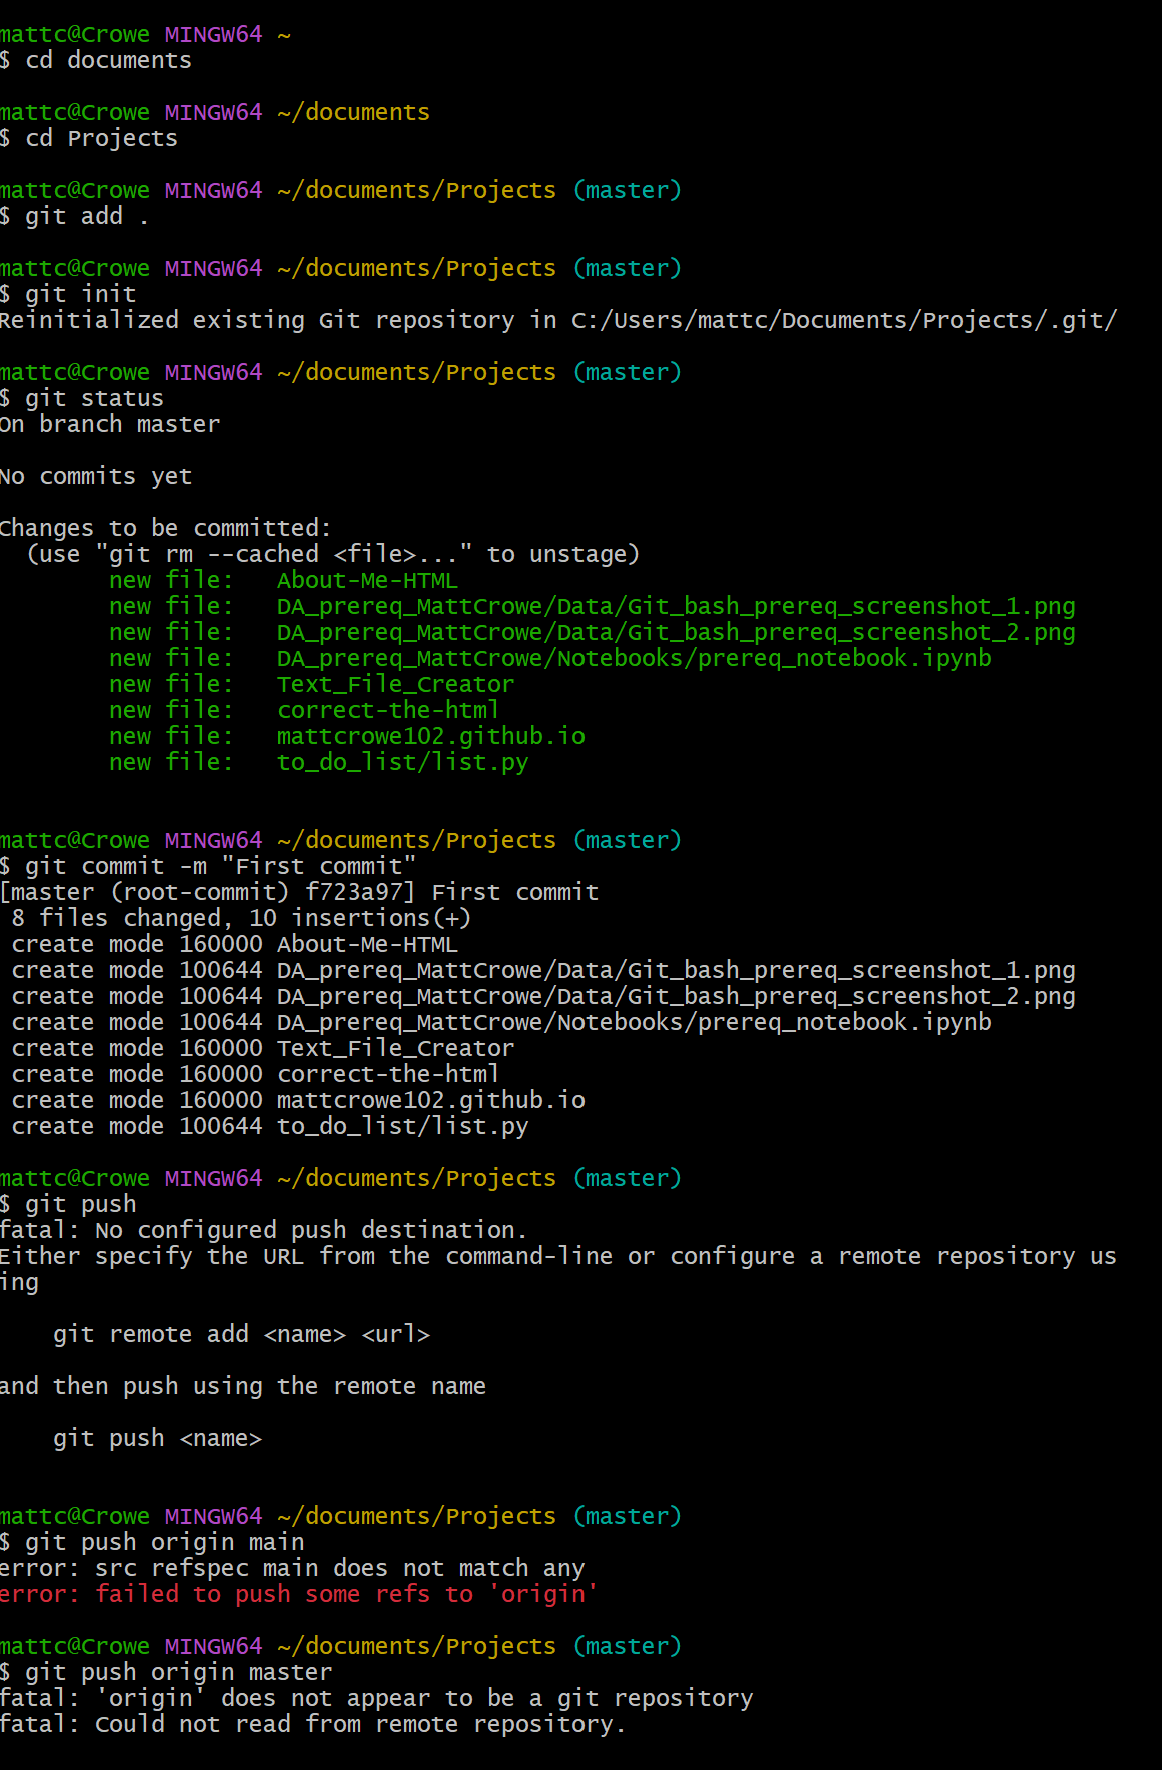 mattc@Crowe MINGW64 ~
$ cd documents
mattc@Crowe MINGW64 ~/documents
$ cd Projects
mattc@Crowe MINGW64 ~/documents/Projects (master)
$ git add .
mattc@Crowe MINGW64 ~/documents/Projects (master)
$ git init
Reinitialized existing Git repository in C:/Users/mattc/Documents/Projects/.git/
mattc@Crowe MINGW64 ~/documents/Projects (master)
$ git status
On branch master
No commits yet
Changes to be committed:
  (use "git rm --cached <file>..." to unstage)
        new file:   About-Me-HTML
        new file:   DA_prereq_MattCrowe/Data/Git_bash_prereq_screenshot_1.png
        new file:   DA_prereq_MattCrowe/Data/Git_bash_prereq_screenshot_2.png
        new file:   DA_prereq_MattCrowe/Notebooks/prereq_notebook.ipynb
        new file:   Text_File_Creator
        new file:   correct-the-html
        new file:   mattcrowe102.github.io
        new file:   to_do_list/list.py
mattc@Crowe MINGW64 ~/documents/Projects (master)
$ git commit -m "First commit"
[master (root-commit) f723a97] First commit
 8 files changed, 10 insertions(+)
 create mode 160000 About-Me-HTML
 create mode 100644 DA_prereq_MattCrowe/Data/Git_bash_prereq_screenshot_1.png
 create mode 100644 DA_prereq_MattCrowe/Data/Git_bash_prereq_screenshot_2.png
 create mode 100644 DA_prereq_MattCrowe/Notebooks/prereq_notebook.ipynb
 create mode 160000 Text_File_Creator
 create mode 160000 correct-the-html
 create mode 160000 mattcrowe102.github.io
 create mode 100644 to_do_list/list.py
mattc@Crowe MINGW64 ~/documents/Projects (master)
$ git push
fatal: No configured push destination.
Either specify the URL from the command-line or configure a remote repository us
ing
    git remote add <name> <url>
and then push using the remote name
    git push <name>
mattc@Crowe MINGW64 ~/documents/Projects (master)
$ git push origin main
error: src refspec main does not match any
error: failed to push some refs to 'origin'
mattc@Crowe MINGW64 ~/documents/Projects (master)
$ git push origin master
fatal: 'origin' does not appear to be a git repository
fatal: Could not read from remote repository.